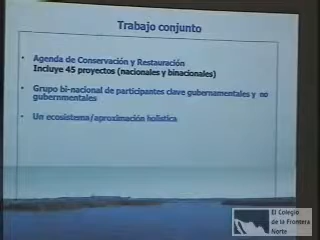 Trabajo conjunto
• Agenda de Conservación y Restauración
Incluye 45 proyectos (nacionales y binacionales)
• Grupo bi-nacional de participantes clave gubernamentales y no
gubernmentales
• Un ecosistema/aproximación holística
El Colegio
de la Frontera
Norte